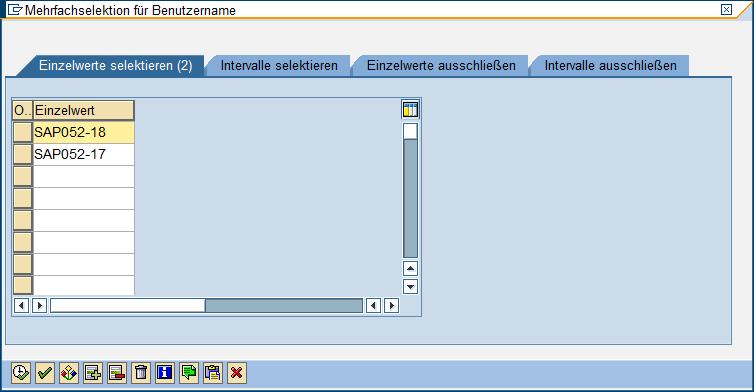 Mehrfachselektion für Benutzername
Einzelwerte selektieren (2) Intervalle selektieren Einzelwerte ausschließen Intervalle ausschließen
O.. Einzelwert
SAP052-18
SAP052-17